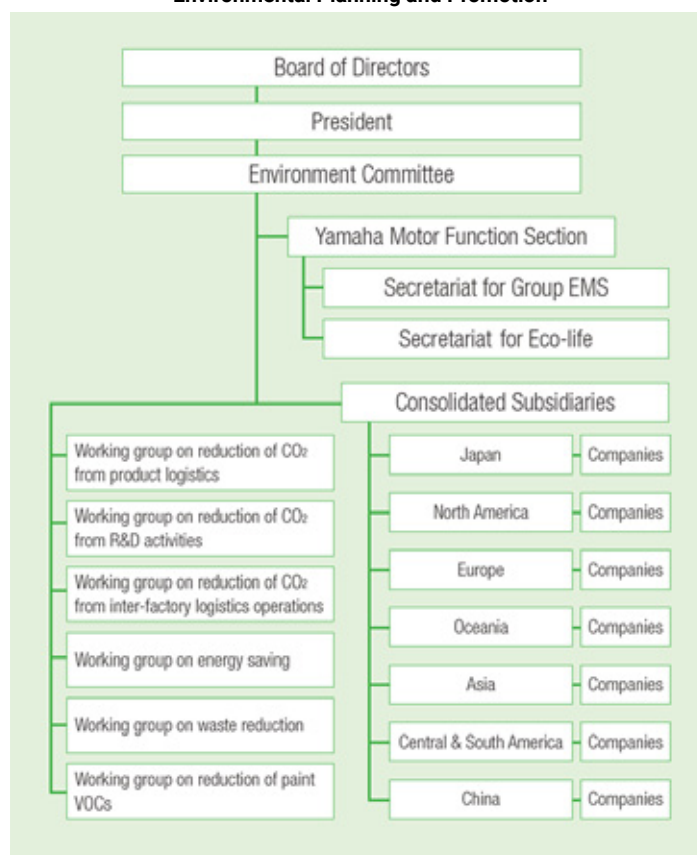 Environmental Planning and Promotion
Board of Directors
President
Environment Committee
Yamaha Motor Function Section
Secretariat for Group EMS
Secretariat for Eco-life
Consolidated Subsidiaries
Working group on reduction of CO₂
from product logistics
Working group on reduction of CO₂
from R&D activities
Working group on reduction of CO₂
from inter-factory logistics operations
Working group on energy saving
Working group on waste reduction
Working group on reduction of paint
VOCs
Japan Companies
North America Companies
Europe Companies
Oceania Companies
Asia Companies
Central & South America Companies
China Companies